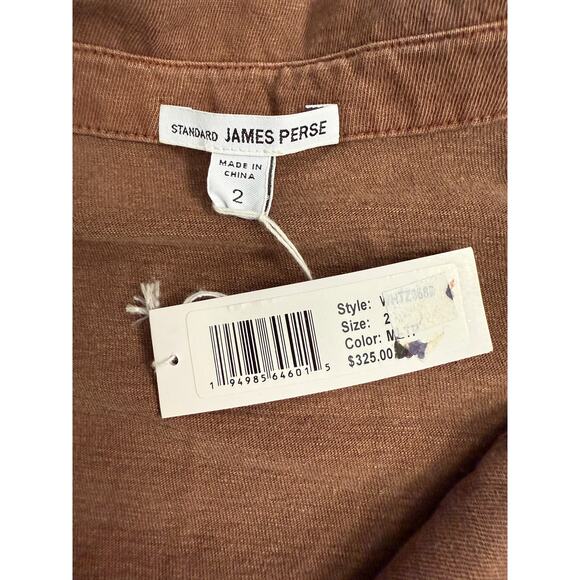 STANDARD JAMES PERSE
MADE IN
CHINA
2
Style:
Size: 2
Color:
$325.00
1 94985 64601 5